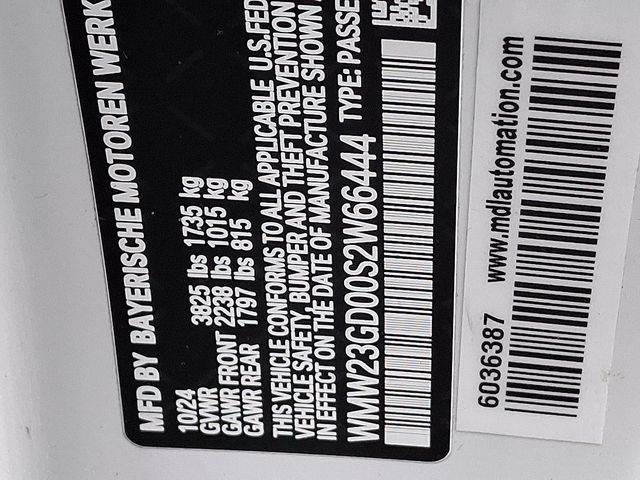 MFD BY BAYERISCHE MOTOREN WERK
10/24
GVWR 3825 lbs 1735 kg
GAWR FRONT 2238 lbs 1015 kg
GAWR REAR 1797 lbs 815 kg
THIS VEHICLE CONFORMS TO ALL APPLICABLE U.S.FED
VEHICLE SAFETY, BUMPER AND THEFT PREVENTION
IN EFFECT ON THE DATE OF MANUFACTURE SHOWN
WMW23GD00S2W66444 TYPE: PASSE
6036387 www.mdlautomation.com